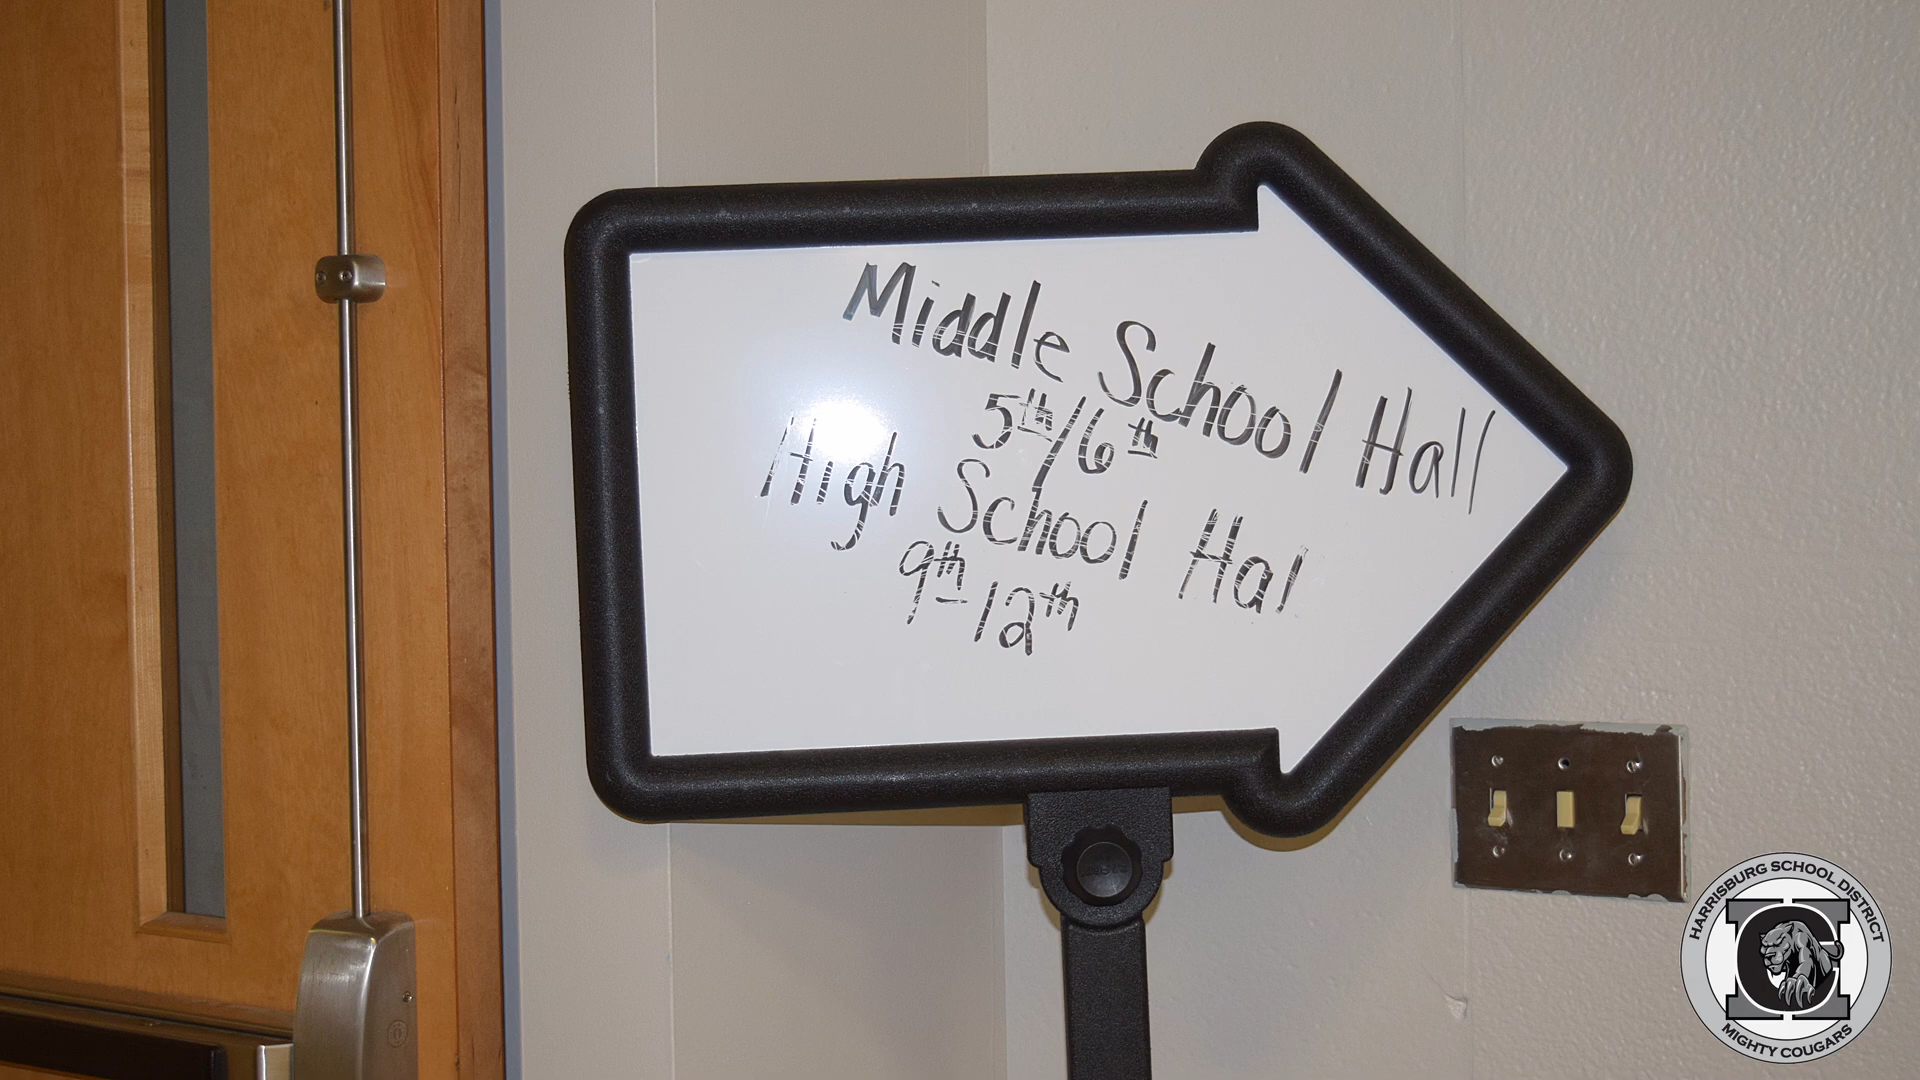 Middle School Hall
5th/6th
High School Hal
9th-12th
HARRISBURG SCHOOL DISTRICT
H
MIGHTY COUGARS